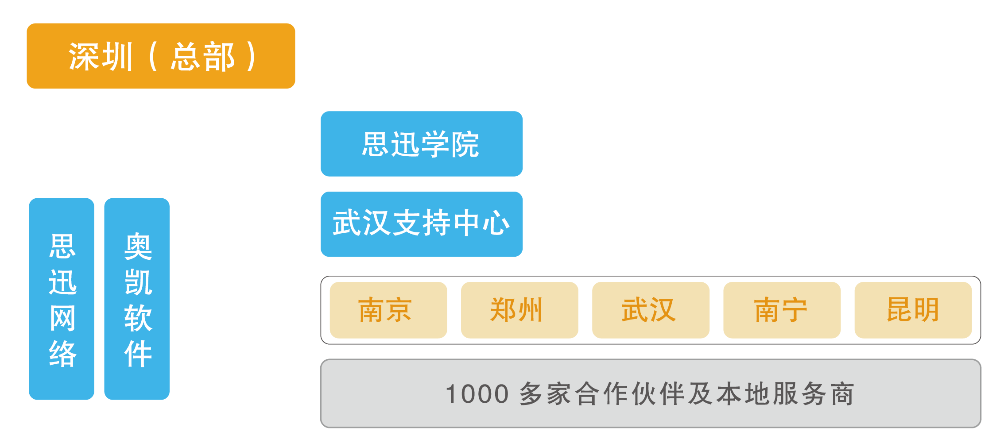 深圳（总部）
思迅学院
武汉支持中心
思迅网络
奥凯软件
南京
郑州
武汉
南宁
昆明
1000 多家合作伙伴及本地服务商